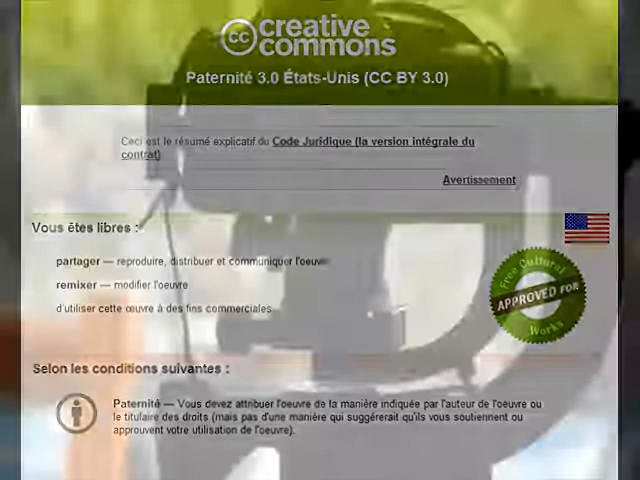 cc creative
commons
Paternité 3.0 États-Unis (CC BY 3.0)
Ceci est le résumé explicatif du Code Juridique (la version intégrale du
contrat)
Avertissement
Vous êtes libres :
partager — reproduire, distribuer et communiquer l'oeuvre
remixer — modifier l'oeuvre
d'utiliser cette œuvre à des fins commerciales
Free Cultural
APPROVED FOR
Works
Selon les conditions suivantes :
Paternité — Vous devez attribuer l'oeuvre de la manière indiquée par l'auteur de l'oeuvre ou
le titulaire des droits (mais pas d'une manière qui suggérerait qu'ils vous soutiennent ou
approuvent votre utilisation de l'oeuvre).